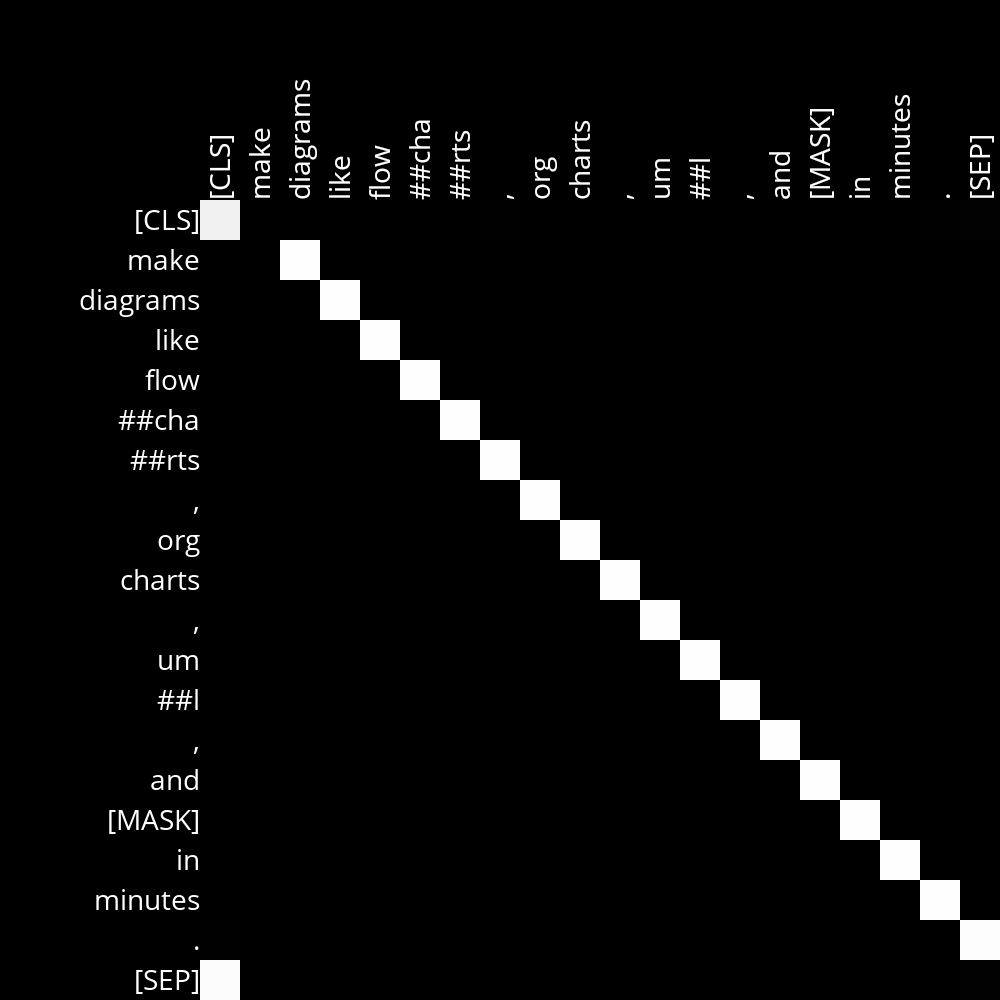 [CLS]
make
diagrams
like
flow
##cha
##rts
,
org
charts
,
um
##l
,
and
[MASK]
in
minutes
.
[SEP]
[CLS]
make
diagrams
like
flow
##cha
##rts
,
org
charts
,
um
##l
,
and
[MASK]
in
minutes
.
[SEP]